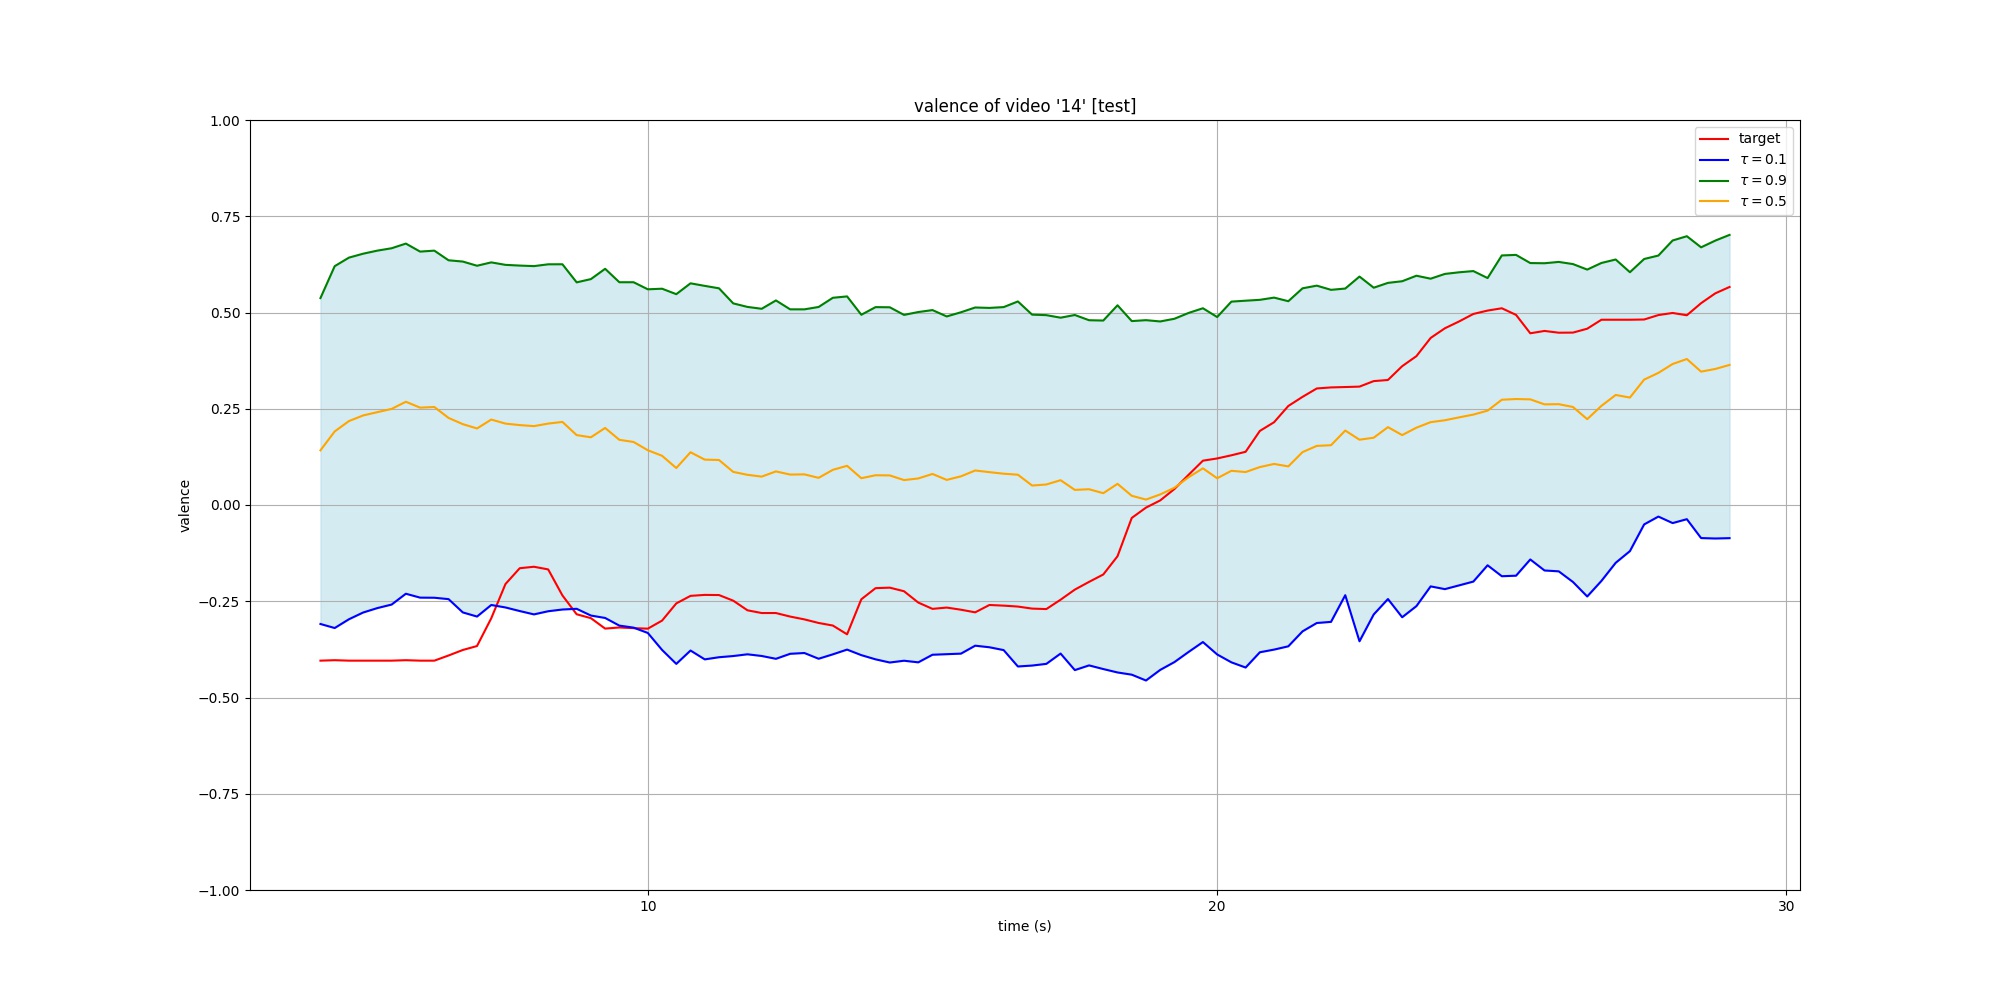 valence of video '14' [test]
target
τ = 0.1
τ = 0.9
τ = 0.5
1.00
0.75
0.50
0.25
0.00
−0.25
−0.50
−0.75
−1.00
valence
10
20
30
time (s)